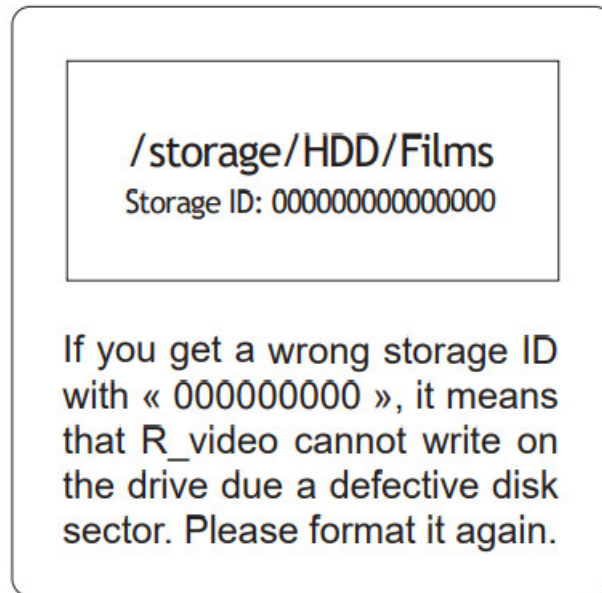 /storage/HDD/Films
Storage ID: 000000000000000
If you get a wrong storage ID
with « 000000000 », it means
that R_video cannot write on
the drive due a defective disk
sector. Please format it again.